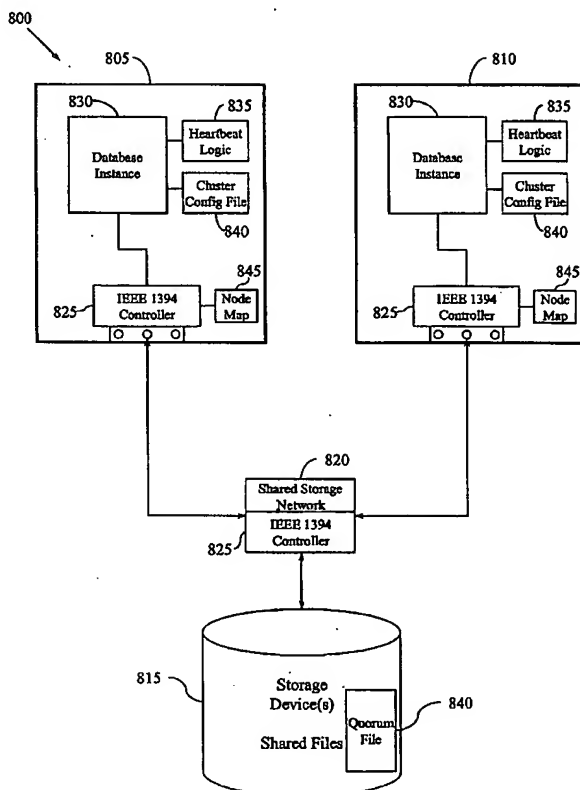 800
805
810
830
835
Database
Instance
Heartbeat
Logic
Cluster
Config File
840
845
825
IEEE 1394
Controller
Node
Map
830
835
Database
Instance
Heartbeat
Logic
Cluster
Config File
840
845
825
IEEE 1394
Controller
Node
Map
820
Shared Storage
Network
IEEE 1394
Controller
825
815
Storage
Device(s)
Shared Files
Quorum
File
840